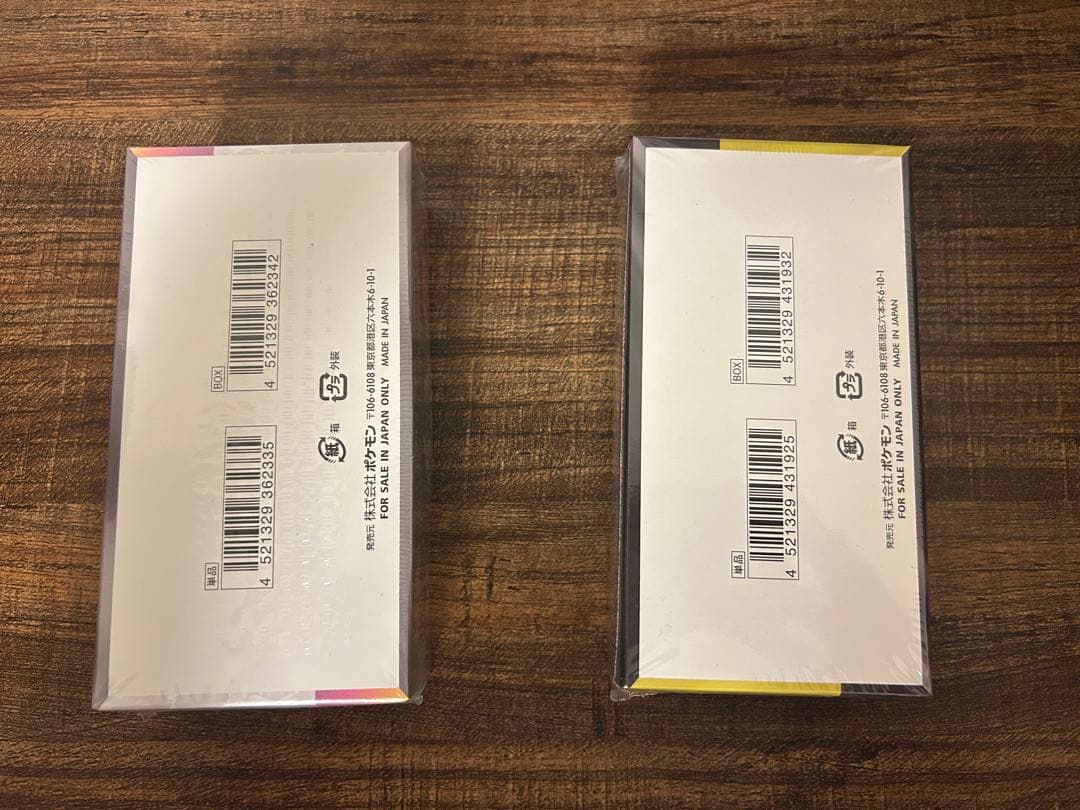 単品
4 521329 362335
BOX
4 521329 362342
紙 箱
プラ 外装
発売元 株式会社ポケモン 〒106-6108 東京都港区六本木6-10-1
FOR SALE IN JAPAN ONLY MADE IN JAPAN
単品
4 521329 431925
BOX
4 521329 431932
紙 箱
プラ 外装
発売元 株式会社ポケモン 〒106-6108 東京都港区六本木6-10-1
FOR SALE IN JAPAN ONLY MADE IN JAPAN